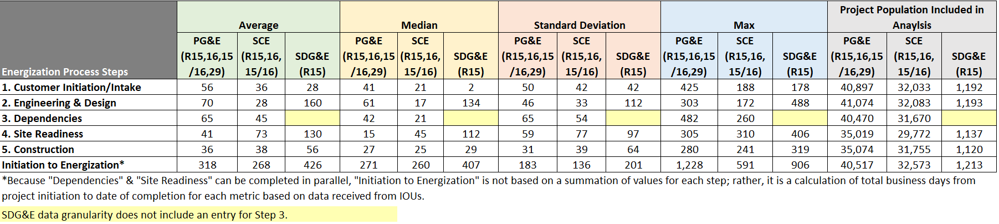 Energization Process Steps Average Median Standard Deviation Max Project Population Included in Anaylsis
PG&E (R15,16,15/16,29) SCE (R15,16,15/16) SDG&E (R15) PG&E (R15,16,15/16,29) SCE (R15,16,15/16) SDG&E (R15) PG&E (R15,16,15/16,29) SCE (R15,16,15/16) SDG&E (R15) PG&E (R15,16,15/16,29) SCE (R15,16,15/16) SDG&E (R15) PG&E (R15,16,15/16,29) SCE (R15,16,15/16) SDG&E (R15)
1. Customer Initiation/Intake 56 36 28 41 21 2 50 42 42 425 188 178 40,897 32,033 1,192
2. Engineering & Design 70 28 160 61 17 134 46 33 112 303 172 488 41,074 32,083 1,193
3. Dependencies 65 45 42 21 65 54 482 260 40,470 31,670
4. Site Readiness 41 73 130 15 45 112 59 77 97 305 310 406 35,019 29,772 1,137
5. Construction 36 38 56 27 25 29 31 39 64 280 241 319 35,074 31,755 1,120
Initiation to Energization* 318 268 426 271 260 407 183 136 201 1,228 591 906 40,517 32,573 1,213
*Because "Dependencies" & "Site Readiness" can be completed in parallel, "Initiation to Energization" is not based on a summation of values for each step; rather, it is a calculation of total business days from
project initiation to date of completion for each metric based on data received from IOUs.
SDG&E data granularity does not include an entry for Step 3.